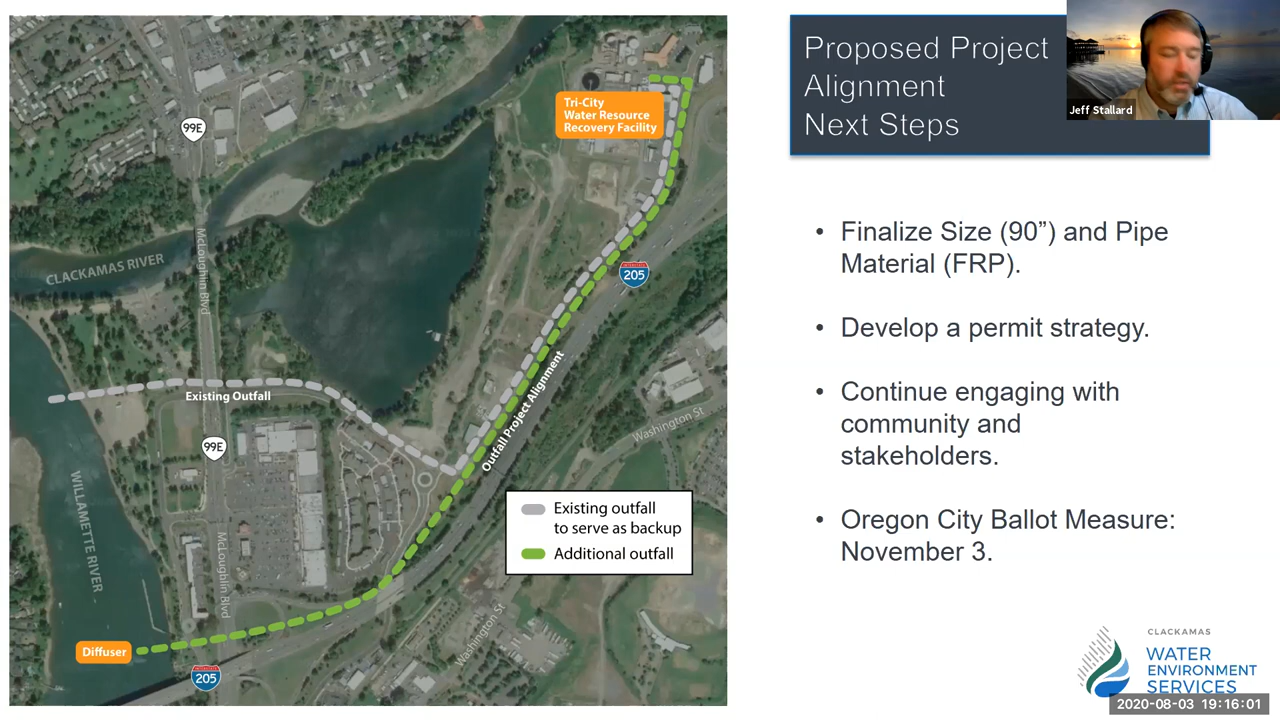 Proposed Project
Alignment
Next Steps
Jeff Stallard
Tri-City
Water Resource
Recovery Facility
99E
McLoughlin Blvd
CLACKAMAS RIVER
205
Existing Outfall
Outfall Project Alignment
Washington St
99E
WILLAMETTE RIVER
McLoughlin Blvd
Existing outfall
to serve as backup
Additional outfall
Washington St
Diffuser
205
• Finalize Size (90”) and Pipe
Material (FRP).
• Develop a permit strategy.
• Continue engaging with
community and
stakeholders.
• Oregon City Ballot Measure:
November 3.
CLACKAMAS
WATER
ENVIRONMENT
SERVICES
2020-08-03 19:16:01